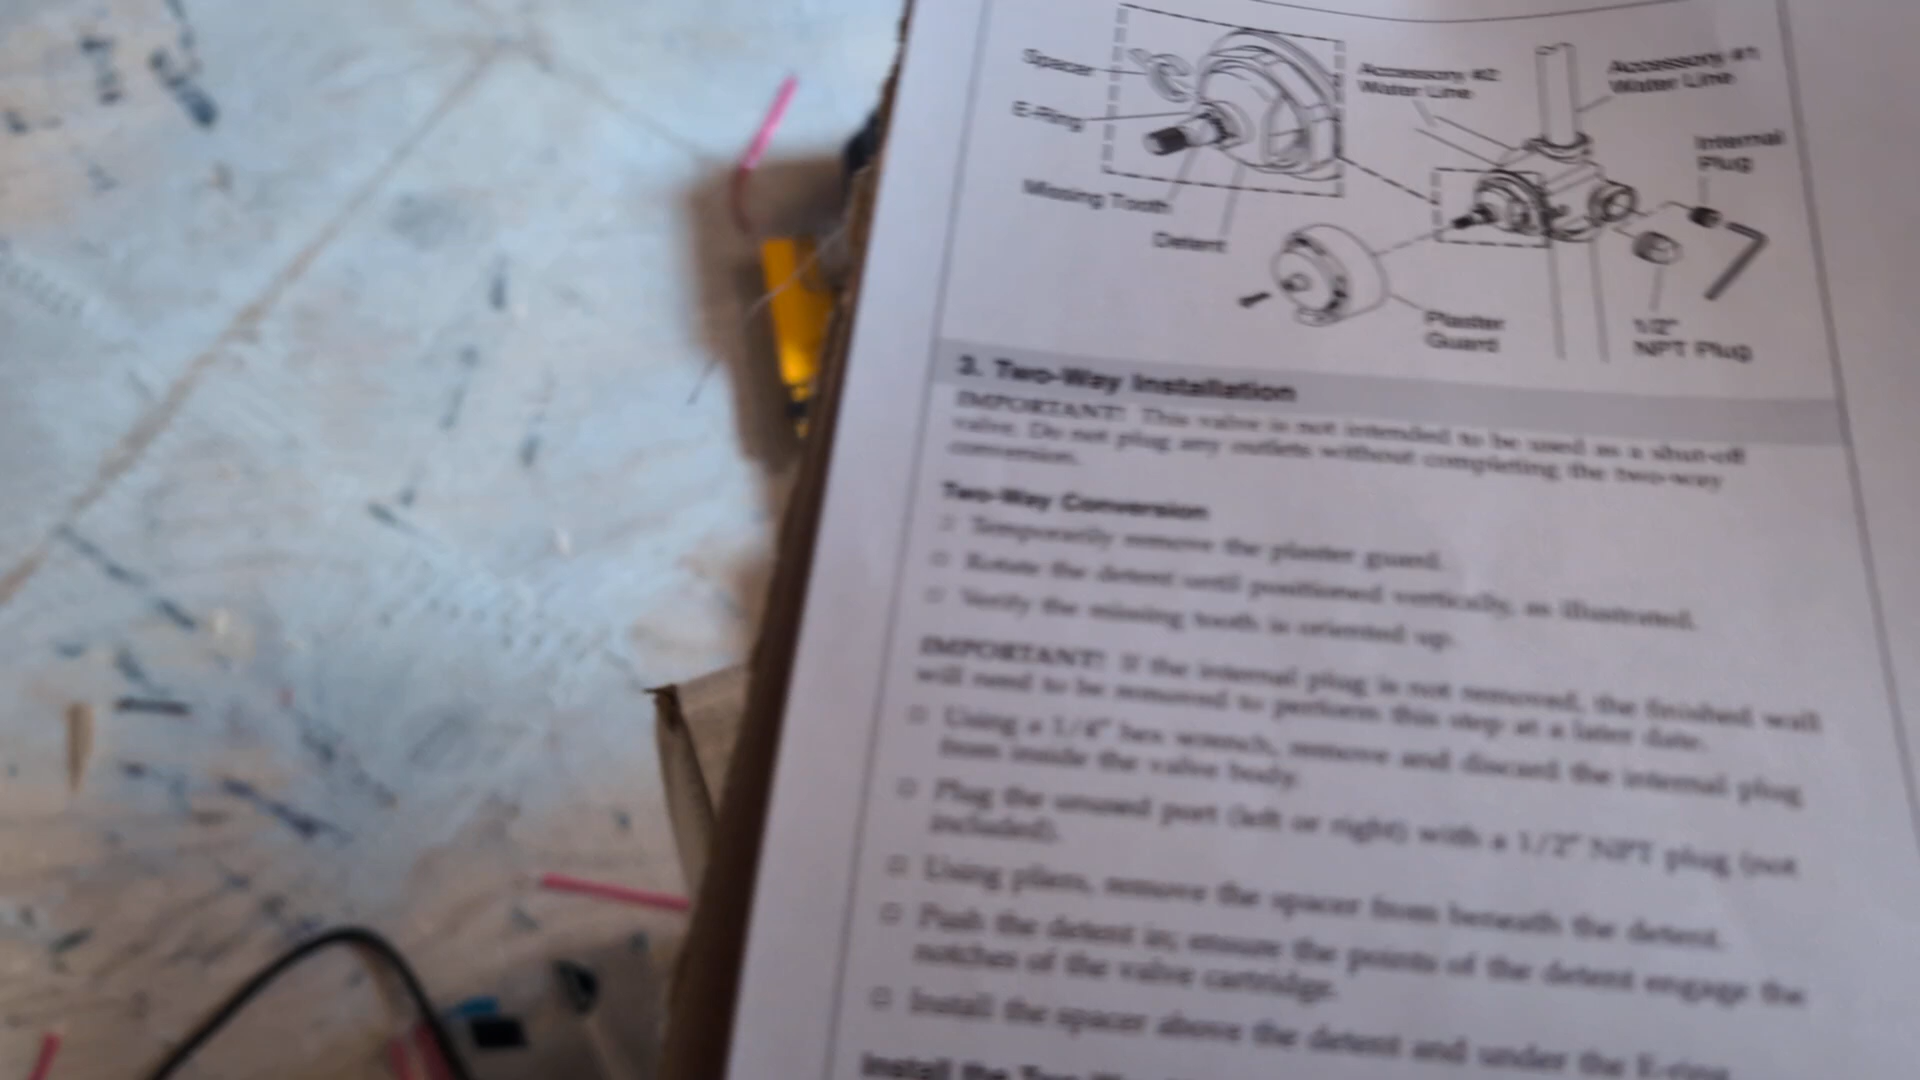 Spacer
E-Ring
Missing Tooth
Detent
Accessory #2
Water Line
Accessory #1
Water Line
Internal
Plug
Plaster
Guard
1/2"
NPT Plug
3. Two-Way Installation
IMPORTANT! This valve is not intended to be used as a shut-off
valve. Do not plug any outlets without completing the two-way
conversion.
Two-Way Conversion
Temporarily remove the plaster guard.
Rotate the detent until positioned vertically, as illustrated.
Verify the missing tooth is oriented up.
IMPORTANT! If the internal plug is not removed, the finished wall
will need to be removed to perform this step at a later date.
Using a 1/4" hex wrench, remove and discard the internal plug
from inside the valve body.
Plug the unused port (left or right) with a 1/2" NPT plug (not
included).
Using pliers, remove the spacer from beneath the detent.
Push the detent in; ensure the points of the detent engage the
notches of the valve cartridge.
Install the spacer above the detent and under the E-ring
Install the